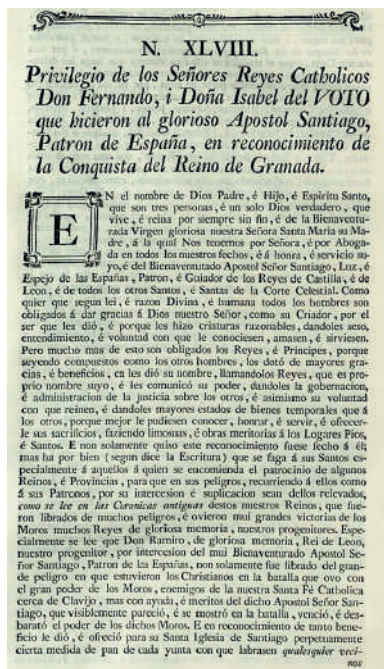 N. XLVIII.
Privilegio de los Señores Reyes Catholicos
Don Fernando, i Doña Isabel del VOTO
que hicieron al glorioso Apostol Santiago,
Patron de España, en reconocimiento de
la Conquista del Reino de Granada.
EN el nombre de Dios Padre, é Hijo, é Espiritu Santo,
que son tres personas, é un solo Dios verdadero, que
vive, é reina por siempre sin fin, é de la Bienaventu-
rada Virgen gloriosa nuestra Señora Santa Maria su Ma-
dre, á la qual Nos tenemos por Señora, é por Aboga-
da en todos los nuestros fechos, é á honra, é servicio su-
yo, é del Bienaventurado Apostol Señor Santiago, Luz, é
Espejo de las Españas, Patron, é Guiador de los Reyes de Castilla, é de
Leon, é de todos los otros Santos, é Santas de la Corte Celestial. Como
quier que segun lei, é razon Divina, é humana todos los hombres son
obligados á dar gracias á Dios nuestro Señor, como su Criador, por el
ser que les dió, é porque les hizo criaturas razonables, dandoles seso,
entendimiento, é voluntad con que le conociesen, amasen, é sirviesen.
Pero mucho mas de esto son obligados los Reyes, é Principes, porque
seyendo compuestos como los otros hombres, los dotó de mayores gra-
cias, é beneficios, en les dió su nombre, llamandolos Reyes, que es pro-
prio nombre suyo, é les comunicó su poder, dandoles la gobernacion,
é administracion de la justicia sobre los otros, é asimismo su voluntad
con que reinen, é dandoles mayores estados de bienes temporales que á
los otros, porque mejor le pudiesen conocer, honrar, é servir, é ofrecer-
le sus sacrificios, faziendo limosnas, é obras meritorias á los Logares Pios,
é Santos. E non solamente quiso este reconocimiento fuese fecho á él;
mas ha por bien (segun dice la Escritura) que se faga á sus Santos es-
pecialmente á aquellos á quien se encomienda el patrocinio de algunos
Reinos, é Provincias, para que en sus peligros, recurriendo á ellos como
á sus Patronos, por su intercesion é suplicacion sean dellos relevados,
como se lee en las Coronicas antiguas destos nuestros Reinos, que fue-
ron librados de muchos peligros, é ovieron mui grandes victorias de los
Moros muchos Reyes de gloriosa memoria, nuestros progenitores. Espe-
cialmente se lee que Don Ramiro, de gloriosa memoria, Rei de Leon,
nuestro progenitor, por intercesion del mui Bienaventurado Apostol Se-
ñor Santiago, Patron de las Españas, non solamente fue librado del gran-
de peligro en que estuvieron los Christianos en la batalla que ovo con
el gran poder de los Moros, enemigos de la nuestra Santa Fé Catholica
cerca de Clavijo, mas con ayuda, é meritos del dicho Apostol Señor San-
tiago, que visiblemente pareció, é se mostró en la batalla, venció, é des-
barató el poder de los dichos Moros. E en reconocimiento de tanto bene-
ficio le dió, é ofreció para su Santa Iglesia de Santiago perpetuamente
cierta medida de pan de cada yunta con que labrasen qualesquier veci-
nos